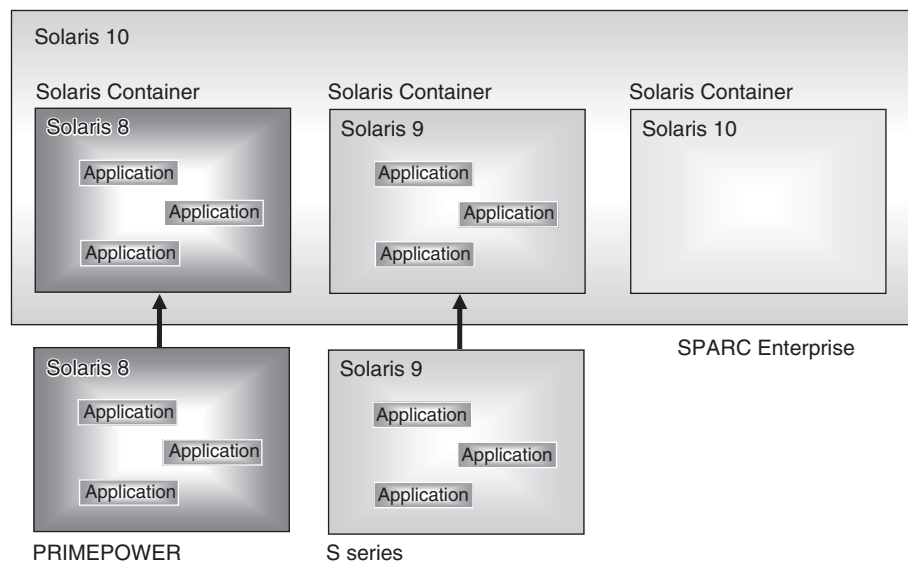 Solaris 10
Solaris Container
Solaris 8
Application
Application
Application
Solaris Container
Solaris 9
Application
Application
Application
Solaris Container
Solaris 10
SPARC Enterprise
Solaris 8
Application
Application
Application
PRIMEPOWER
Solaris 9
Application
Application
Application
S series